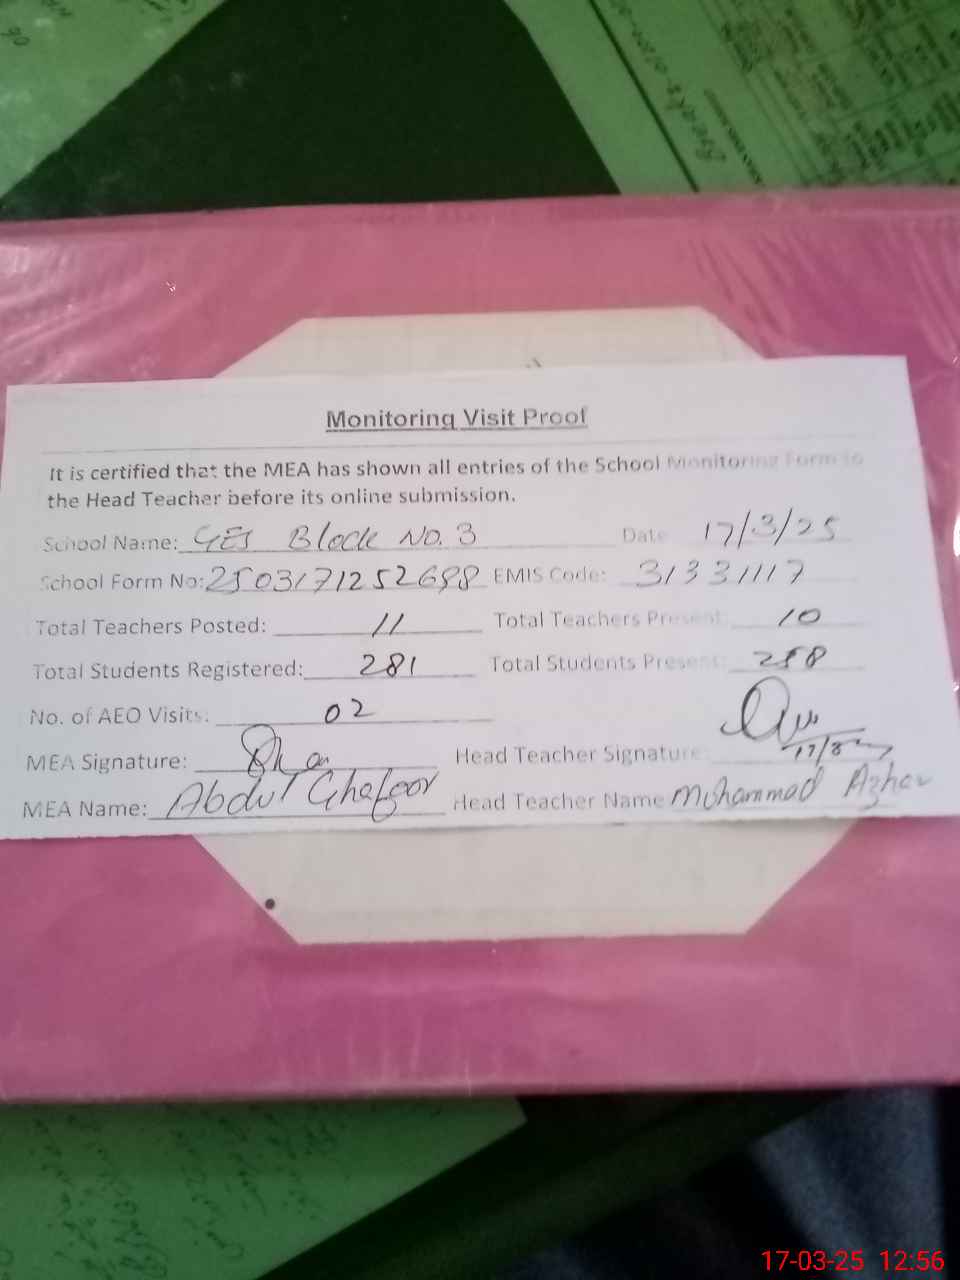 Monitoring Visit Proof
It is certified that the MEA has shown all entries of the School Monitoring Form to
the Head Teacher before its online submission.
School Name: GES Block No. 3 Date 17/3/25
School Form No: 2503171252698 EMIS Code: 31331117
Total Teachers Posted: 11 Total Teachers Present: 10
Total Students Registered: 281 Total Students Present: 258
No. of AEO Visits: 02
MEA Signature: Head Teacher Signature:
MEA Name: Abdul Ghafoor Head Teacher Name Mohammad Azhar
17-03-25 12:56